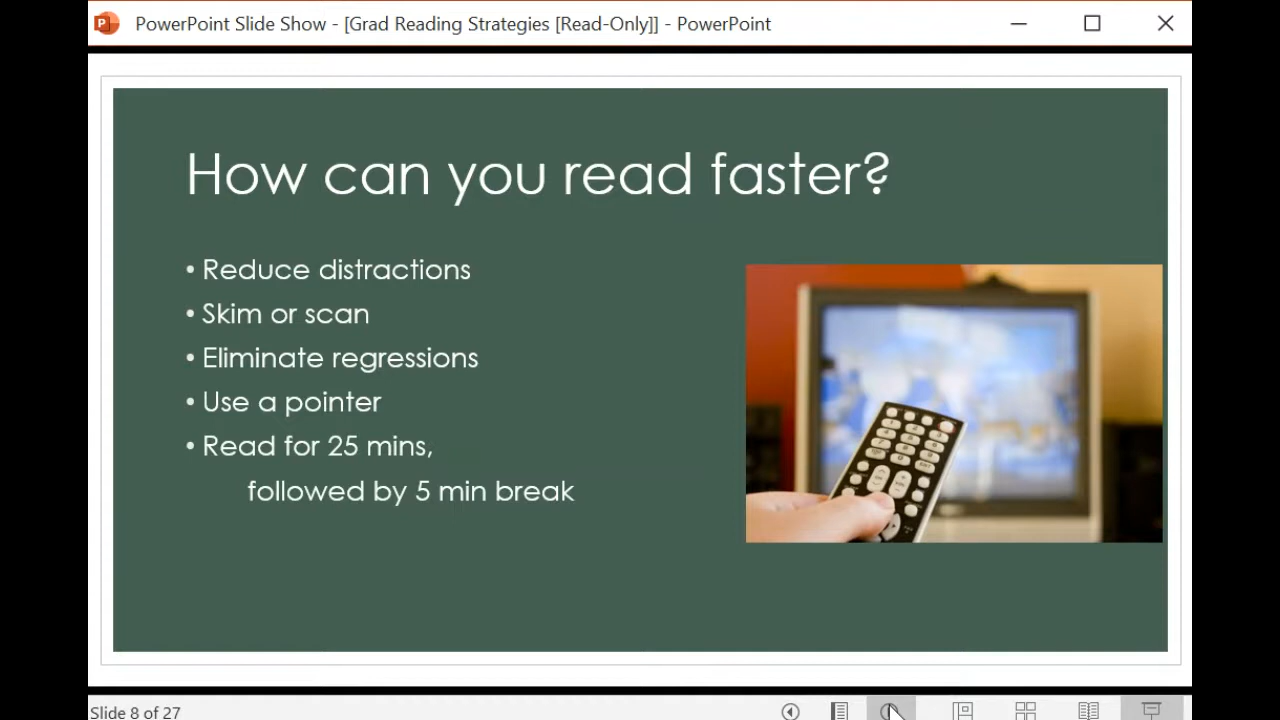 PowerPoint Slide Show - [Grad Reading Strategies [Read-Only]] - PowerPoint
How can you read faster?
• Reduce distractions
• Skim or scan
• Eliminate regressions
• Use a pointer
• Read for 25 mins,
followed by 5 min break
Slide 8 of 27